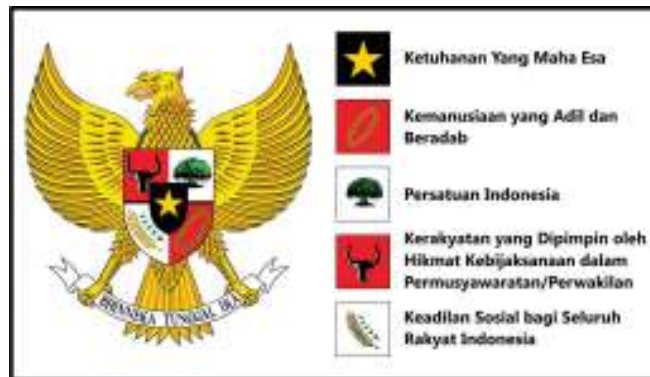 BHINNEKA TUNGGAL IKA
Ketuhanan Yang Maha Esa
Kemanusiaan yang Adil dan
Beradab
Persatuan Indonesia
Kerakyatan yang Dipimpin oleh
Hikmat Kebijaksanaan dalam
Permusyawaratan/Perwakilan
Keadilan Sosial bagi Seluruh
Rakyat Indonesia